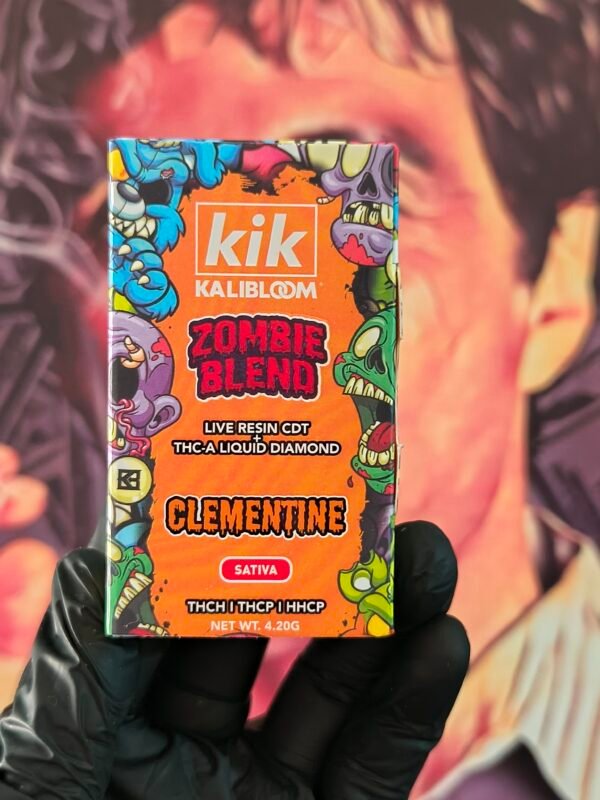 kik
KALIBLOOM®
ZOMBIE
BLEND
LIVE RESIN CDT
+
THC-A LIQUID DIAMOND
CLEMENTINE
SATIVA
THCH | THCP | HHCP
NET WT. 4.20G